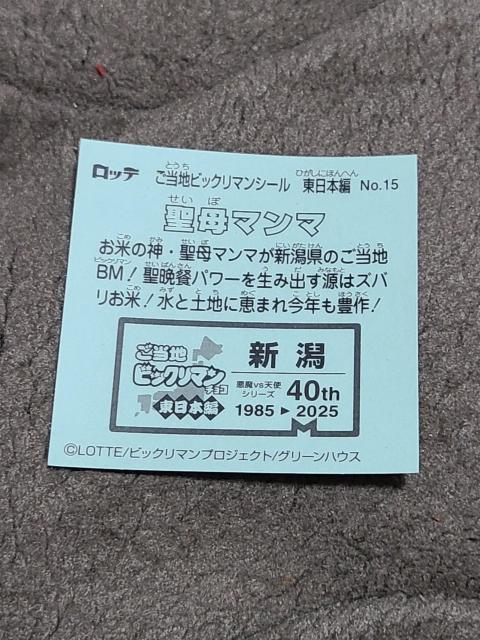 ロッテ ご当地ビックリマンシール 東日本編 No.15
聖母マンマ
お米の神・聖母マンマが新潟県のご当地
BM！聖晩餐パワーを生み出す源はズバ
リお米！水と土地に恵まれ今年も豊作！
ご当地
ビックリマン
チョコ
東日本編
新潟
悪魔vs天使
シリーズ
40th
1985▶2025
©LOTTE/ビックリマンプロジェクト/グリーンハウス